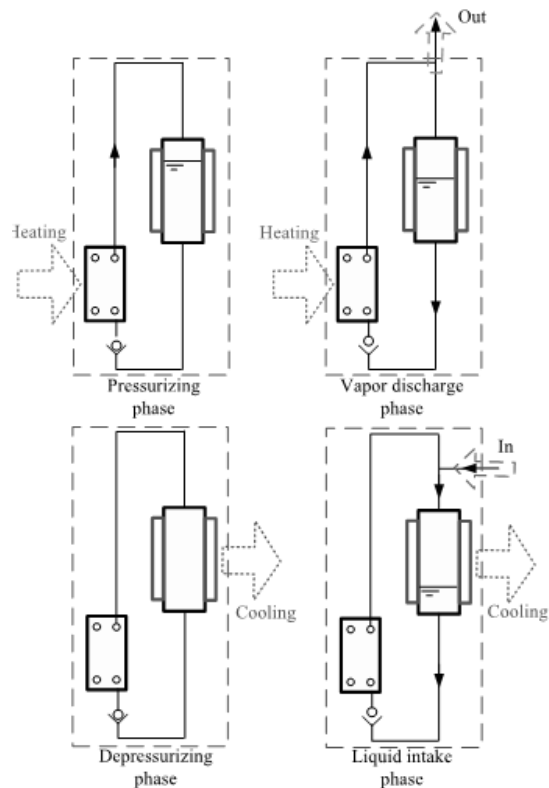 Out
Heating
Heating
Pressurizing
phase
Vapor discharge
phase
In
Cooling
Cooling
Depressurizing
phase
Liquid intake
phase